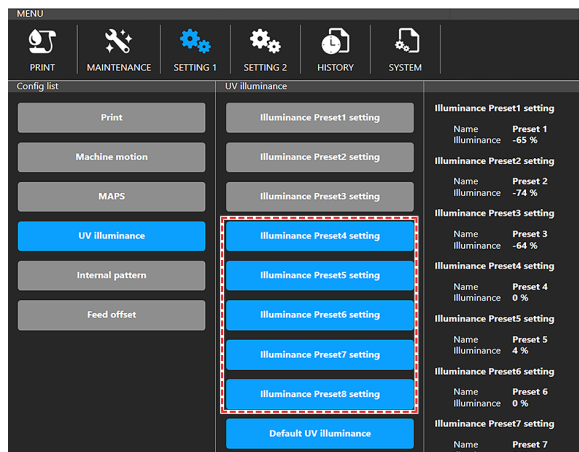 MENU
PRINT
MAINTENANCE
SETTING 1
SETTING 2
HISTORY
SYSTEM
Config list
Print
Machine motion
MAPS
UV illuminance
Internal pattern
Feed offset
UV illuminance
Illuminance Preset1 setting
Illuminance Preset2 setting
Illuminance Preset3 setting
Illuminance Preset4 setting
Illuminance Preset5 setting
Illuminance Preset6 setting
Illuminance Preset7 setting
Illuminance Preset8 setting
Default UV illuminance
Illuminance Preset1 setting
Name Preset 1
Illuminance -65 %
Illuminance Preset2 setting
Name Preset 2
Illuminance -74 %
Illuminance Preset3 setting
Name Preset 3
Illuminance -64 %
Illuminance Preset4 setting
Name Preset 4
Illuminance 0 %
Illuminance Preset5 setting
Name Preset 5
Illuminance 4 %
Illuminance Preset6 setting
Name Preset 6
Illuminance 0 %
Illuminance Preset7 setting
Name Preset 7